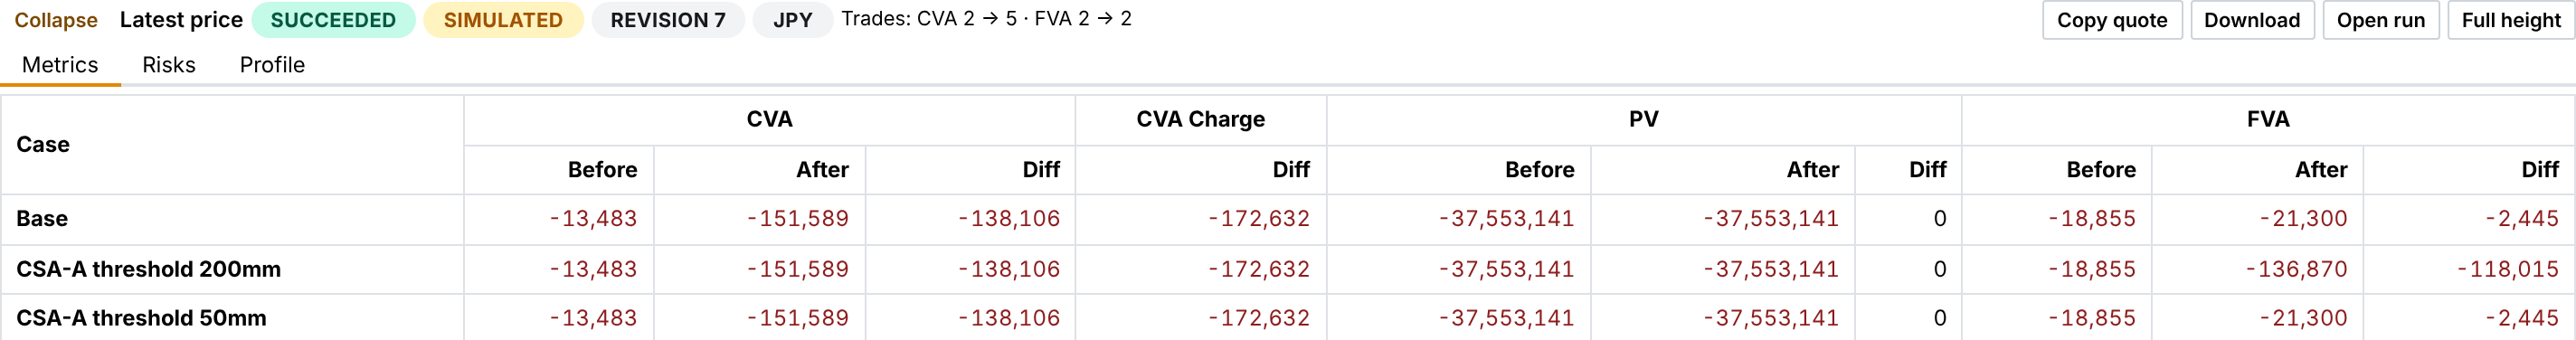 Collapse Latest price SUCCEEDED SIMULATED REVISION 7 JPY Trades: CVA 2 → 5 · FVA 2 → 2 Copy quote Download Open run Full height
Metrics Risks Profile
Case CVA CVA Charge PV FVA
Before After Diff Diff Before After Diff Before After Diff
Base -13,483 -151,589 -138,106 -172,632 -37,553,141 -37,553,141 0 -18,855 -21,300 -2,445
CSA-A threshold 200mm -13,483 -151,589 -138,106 -172,632 -37,553,141 -37,553,141 0 -18,855 -136,870 -118,015
CSA-A threshold 50mm -13,483 -151,589 -138,106 -172,632 -37,553,141 -37,553,141 0 -18,855 -21,300 -2,445